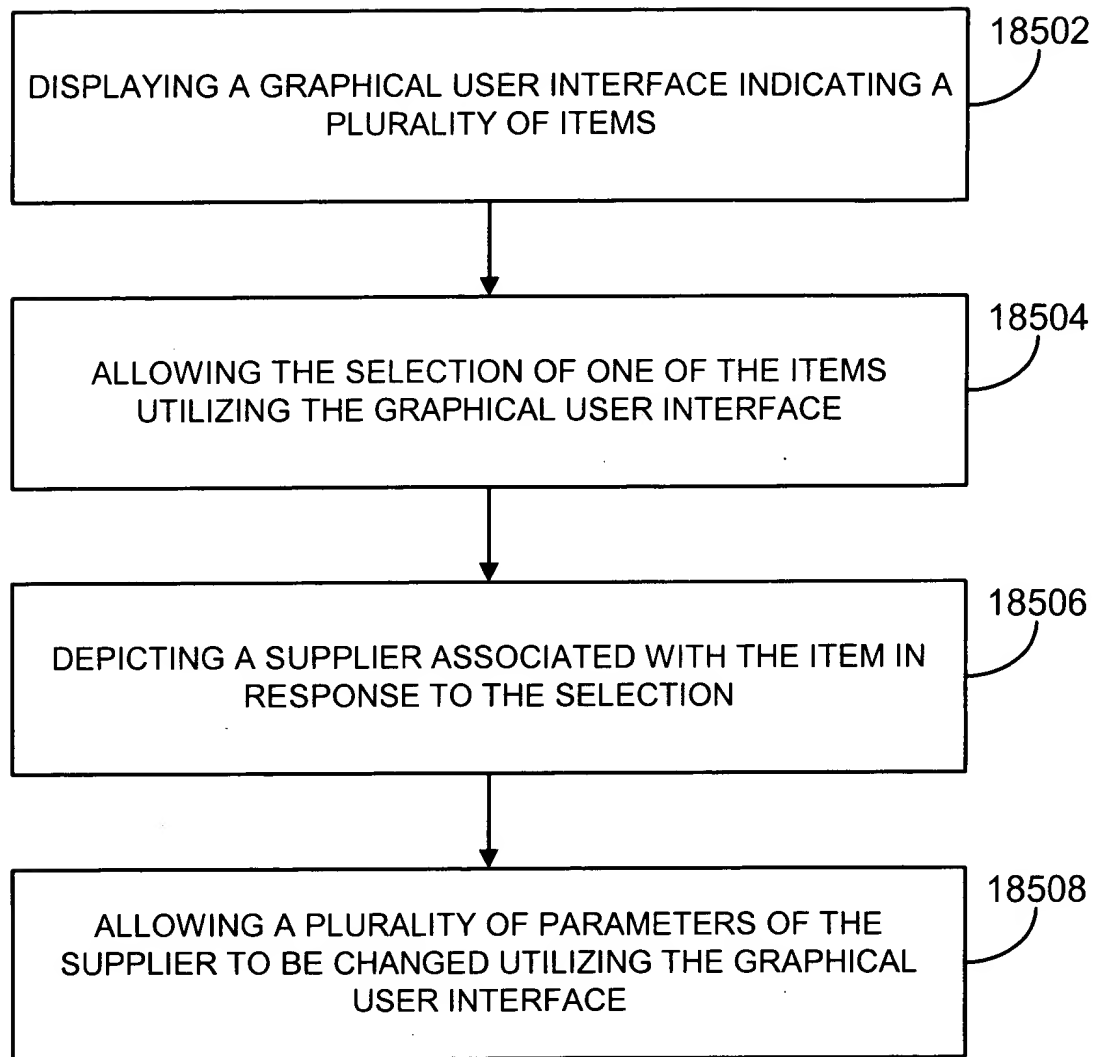 18502
DISPLAYING A GRAPHICAL USER INTERFACE INDICATING A
PLURALITY OF ITEMS
18504
ALLOWING THE SELECTION OF ONE OF THE ITEMS
UTILIZING THE GRAPHICAL USER INTERFACE
18506
DEPICTING A SUPPLIER ASSOCIATED WITH THE ITEM IN
RESPONSE TO THE SELECTION
18508
ALLOWING A PLURALITY OF PARAMETERS OF THE
SUPPLIER TO BE CHANGED UTILIZING THE GRAPHICAL
USER INTERFACE